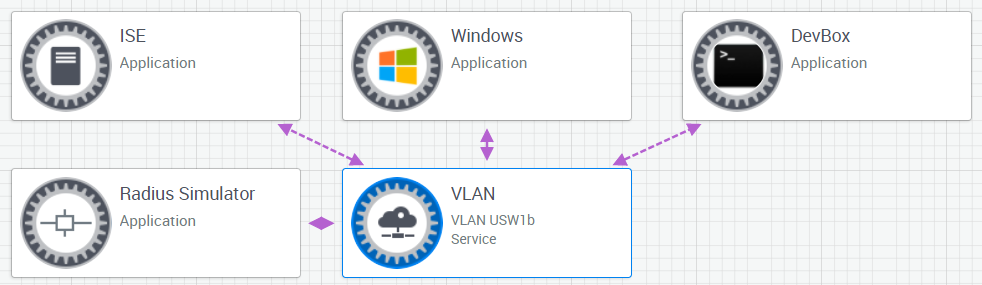 ISE
Application
Windows
Application
DevBox
Application
>_
Radius Simulator
Application
VLAN
VLAN USW1b
Service